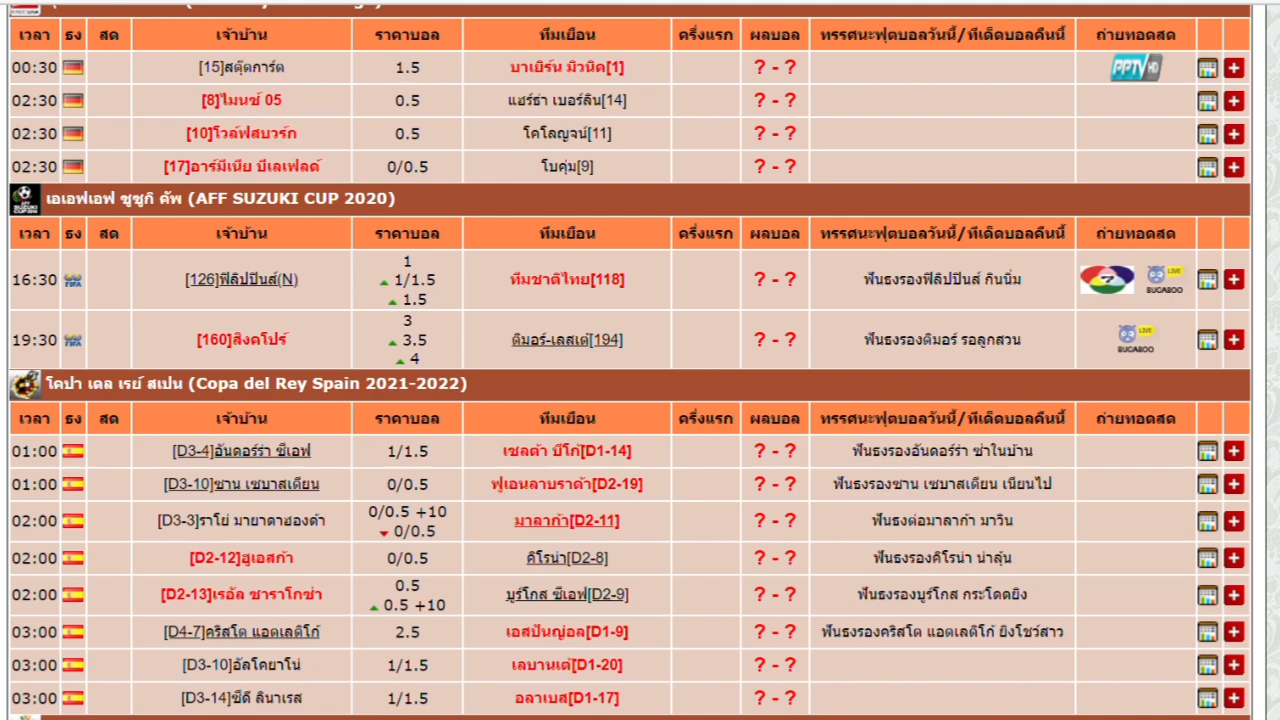 เวลา ธง สด เจ้าบ้าน ราคาบอล ทีมเยือน ครึ่งแรก ผลบอล ทรรศนะฟุตบอลวันนี้/ทีเด็ดบอลคืนนี้ ถ่ายทอดสด
00:30 [15]สตุ๊ตการ์ต 1.5 บาเยิร์น มิวนิค[1] ? - ? PPTV HD
02:30 [8]ไมนซ์ 05 0.5 แฮร์ธ่า เบอร์ลิน[14] ? - ?
02:30 [10]โวล์ฟสบวร์ก 0.5 โคโลญจน์[11] ? - ?
02:30 [17]อาร์มีเนีย บีเลเฟลด์ 0/0.5 โบคุ่ม[9] ? - ?
เอเอฟเอฟ ซูซูกิ คัพ (AFF SUZUKI CUP 2020)
เวลา ธง สด เจ้าบ้าน ราคาบอล ทีมเยือน ครึ่งแรก ผลบอล ทรรศนะฟุตบอลวันนี้/ทีเด็ดบอลคืนนี้ ถ่ายทอดสด
1
16:30 FIFA [126]ฟิลิปปินส์(N) 1/1.5 ทีมชาติไทย[118] ? - ? ฟันธงรองฟิลิปปินส์ กินนิ่ม 7 LIVE BUGABOO
1.5
3
19:30 FIFA [160]สิงคโปร์ 3.5 ติมอร์-เลสเต้[194] ? - ? ฟันธงรองติมอร์ รอลูกสวน LIVE BUGABOO
4
โคปา เดล เรย์ สเปน (Copa del Rey Spain 2021-2022)
เวลา ธง สด เจ้าบ้าน ราคาบอล ทีมเยือน ครึ่งแรก ผลบอล ทรรศนะฟุตบอลวันนี้/ทีเด็ดบอลคืนนี้ ถ่ายทอดสด
01:00 [D3-4]อันดอร์ร่า ซีเอฟ 1/1.5 เซลต้า บีโก้[D1-14] ? - ? ฟันธงรองอันดอร์ร่า ซ่าในบ้าน
01:00 [D3-10]ซาน เซบาสเตียน 0/0.5 ฟูเอนลาบราด้า[D2-19] ? - ? ฟันธงรองซาน เซบาสเตียน เนียนไป
0/0.5 +10
02:00 [D3-3]ราโย่ มายาดาฮองด้า 0/0.5 มาลาก้า[D2-11] ? - ? ฟันธงต่อมาลาก้า มาวิน
02:00 [D2-12]ฮูเอสก้า 0/0.5 คิโรน่า[D2-8] ? - ? ฟันธงรองคิโรน่า น่าลุ้น
0.5
02:00 [D2-13]เรอัล ซาราโกซ่า 0.5 +10 บูร์โกส ซีเอฟ[D2-9] ? - ? ฟันธงรองบูร์โกส กระโดดยิง
03:00 [D4-7]คริสโต แอตเลติโก้ 2.5 เอสปันญ่อล[D1-9] ? - ? ฟันธงรองคริสโต แอตเลติโก้ ยิงโชว์สาว
03:00 [D3-10]อัลโคยาโน่ 1/1.5 เลบานเต้[D1-20] ? - ?
03:00 [D3-14]ซีดี ลินาเรส 1/1.5 อลาเบส[D1-17] ? - ?